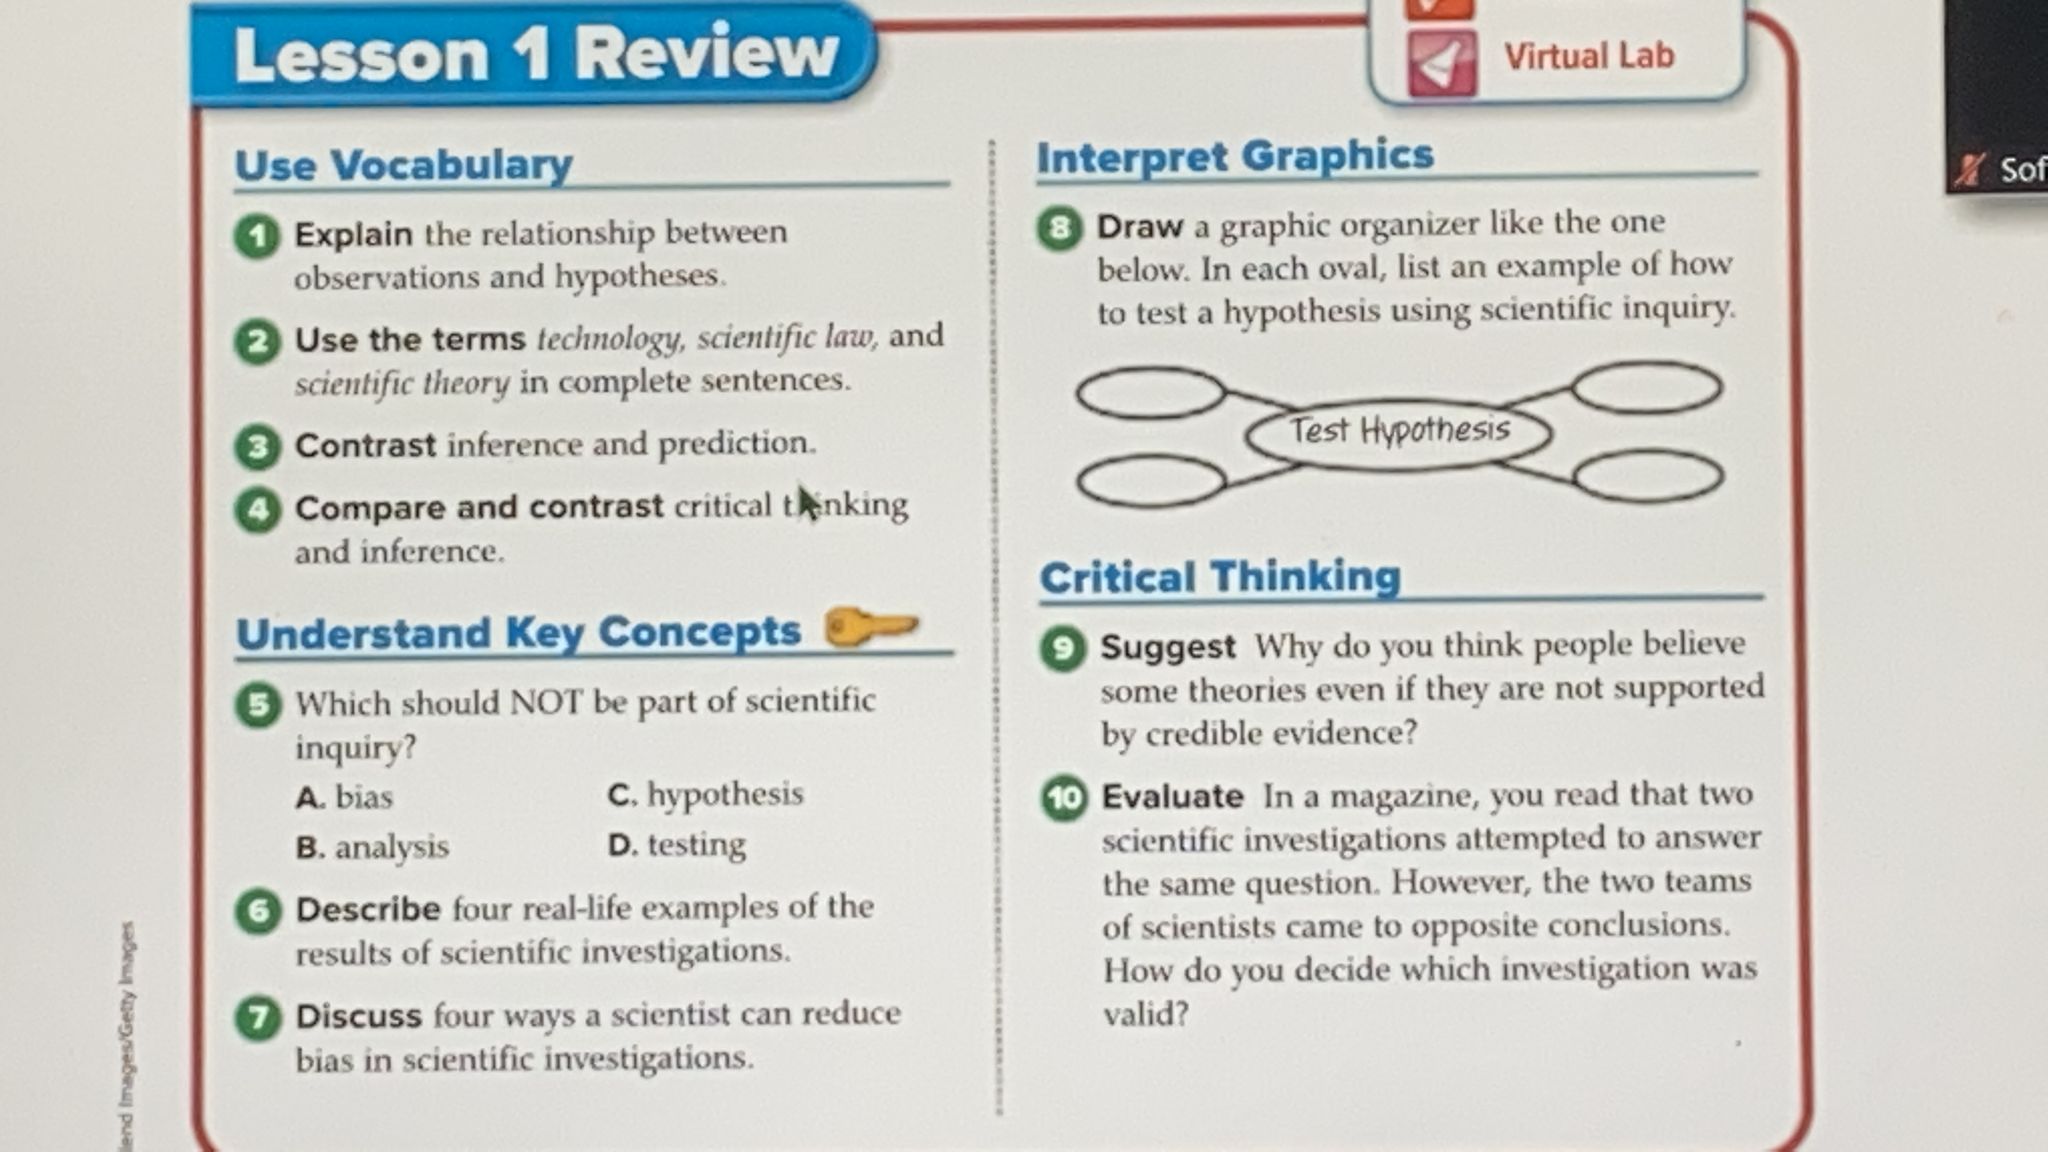 Lesson 1 Review
Virtual Lab
Use Vocabulary
1 Explain the relationship between
observations and hypotheses.
2 Use the terms technology, scientific law, and
scientific theory in complete sentences.
3 Contrast inference and prediction.
4 Compare and contrast critical thinking
and inference.
Understand Key Concepts
5 Which should NOT be part of scientific
inquiry?
A. bias C. hypothesis
B. analysis D. testing
6 Describe four real-life examples of the
results of scientific investigations.
7 Discuss four ways a scientist can reduce
bias in scientific investigations.
Interpret Graphics
8 Draw a graphic organizer like the one
below. In each oval, list an example of how
to test a hypothesis using scientific inquiry.
Test Hypothesis
Critical Thinking
9 Suggest Why do you think people believe
some theories even if they are not supported
by credible evidence?
10 Evaluate In a magazine, you read that two
scientific investigations attempted to answer
the same question. However, the two teams
of scientists came to opposite conclusions.
How do you decide which investigation was
valid?
Sof
Images/Getty Images